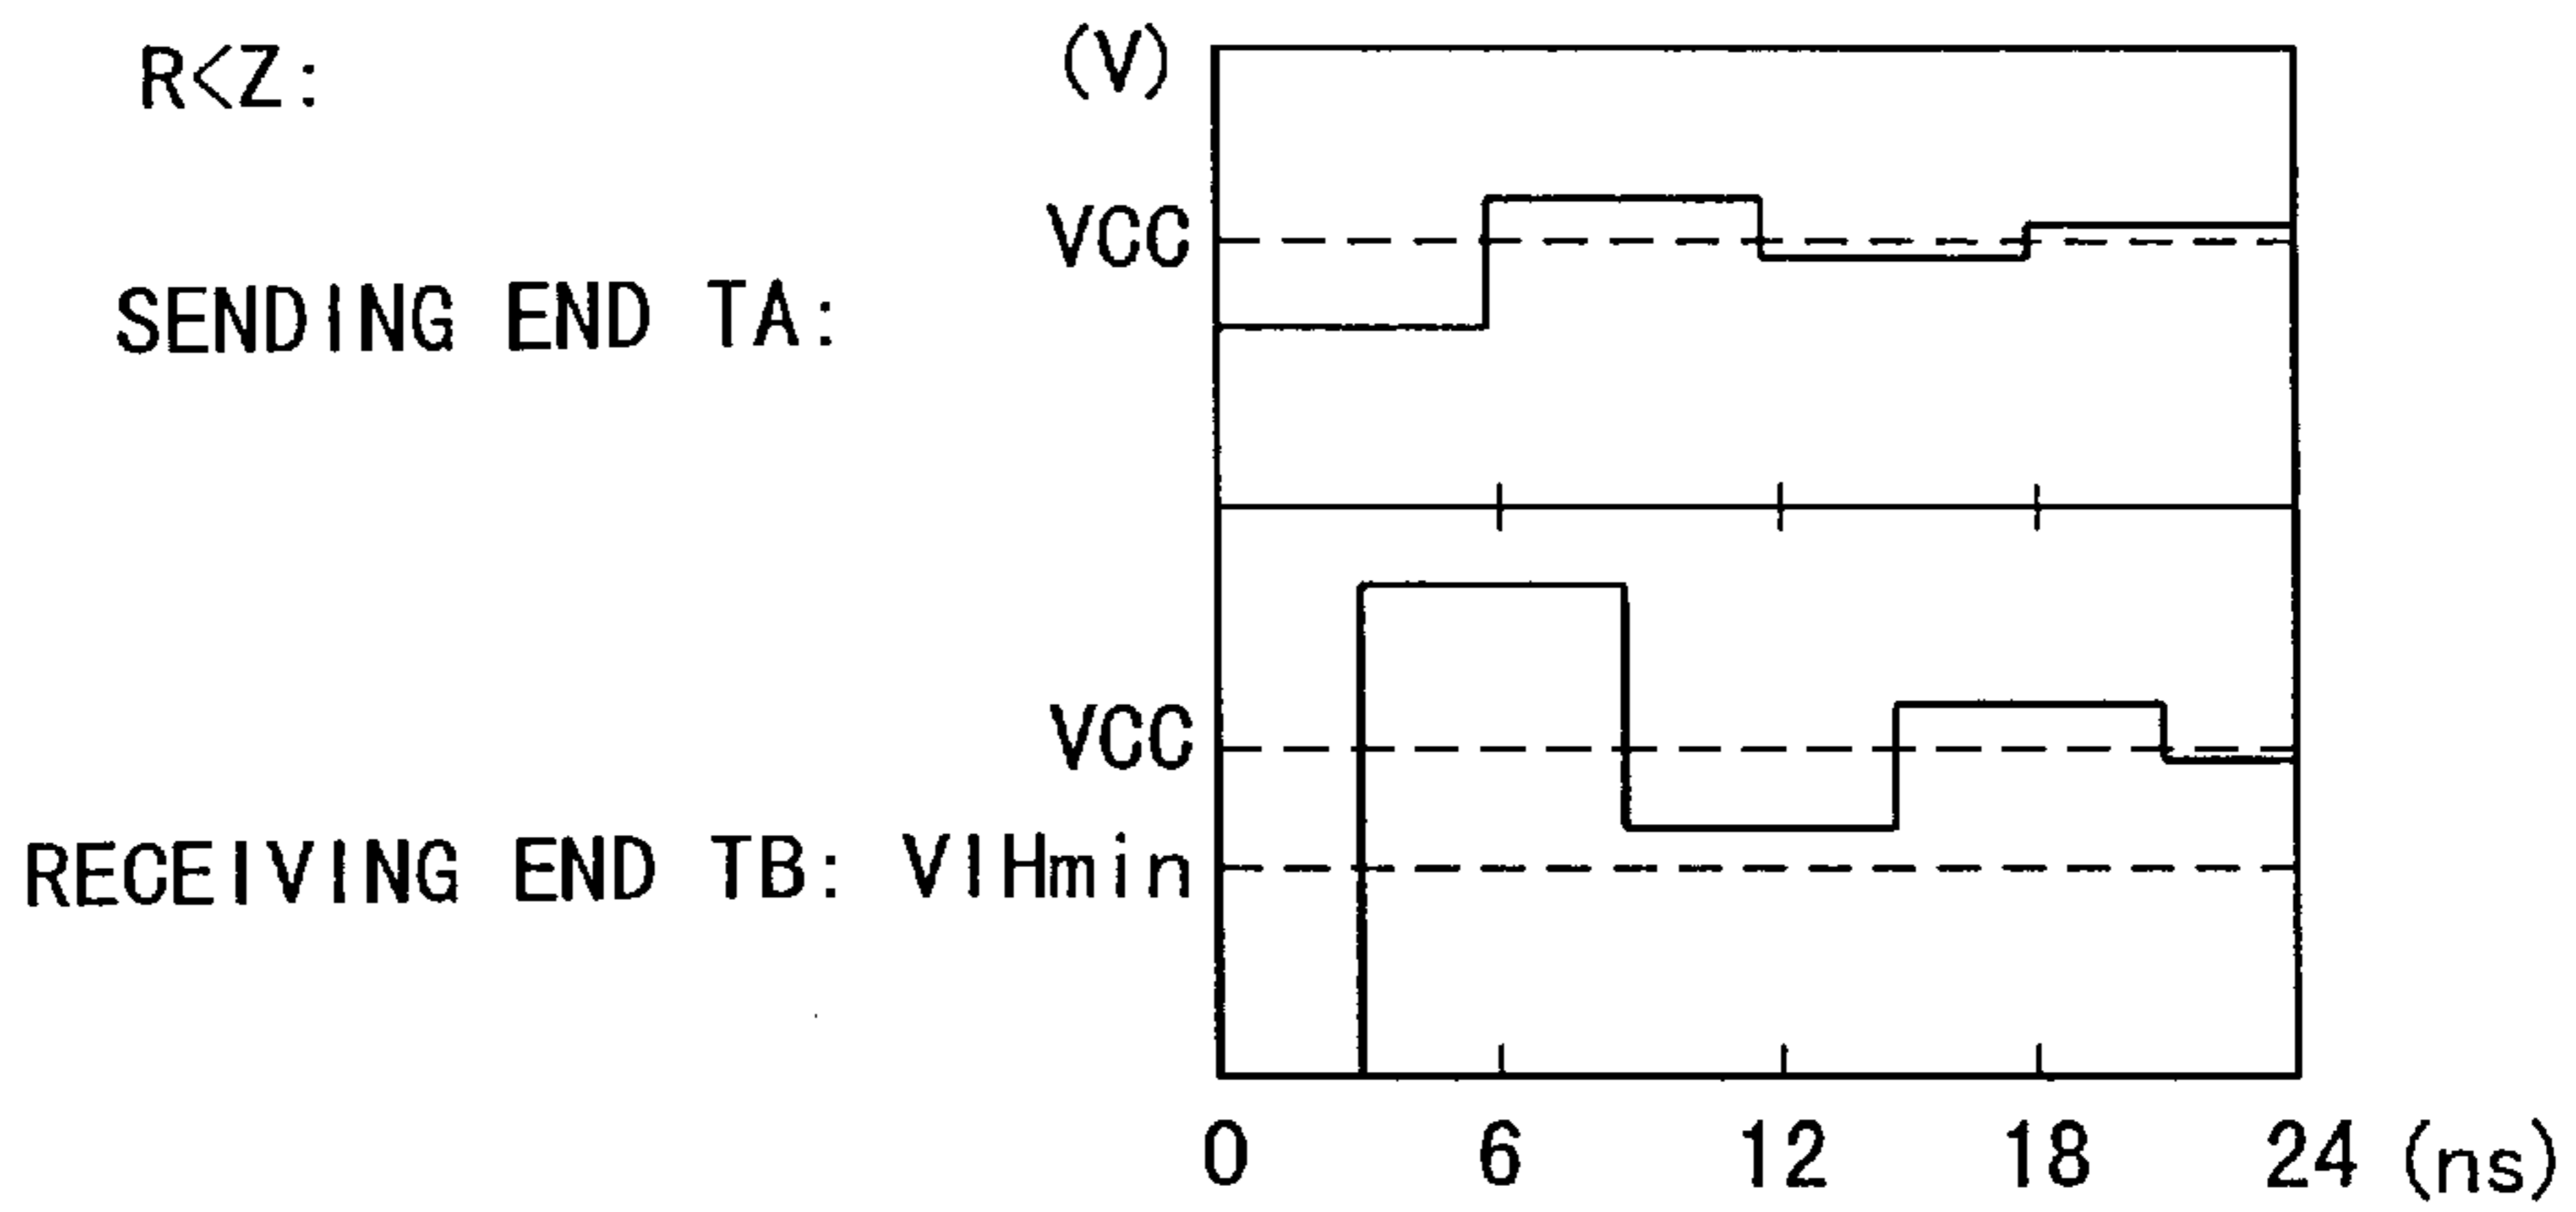 R<Z:
(V)
VCC
SENDING END TA:
VCC
RECEIVING END TB: VIHmin
0 6 12 18 24 (ns)